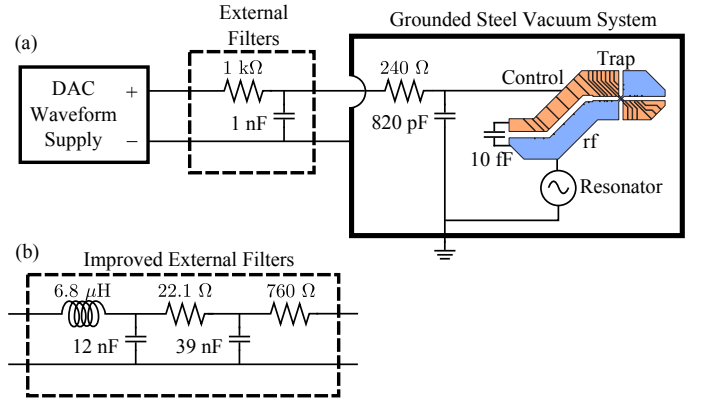 External
Filters
Grounded Steel Vacuum System
(a)
DAC
Waveform
Supply
+
−
1 kΩ
1 nF
240 Ω
820 pF
Control
Trap
10 fF
rf
Resonator
(b)
Improved External Filters
6.8 μH
22.1 Ω
760 Ω
12 nF
39 nF